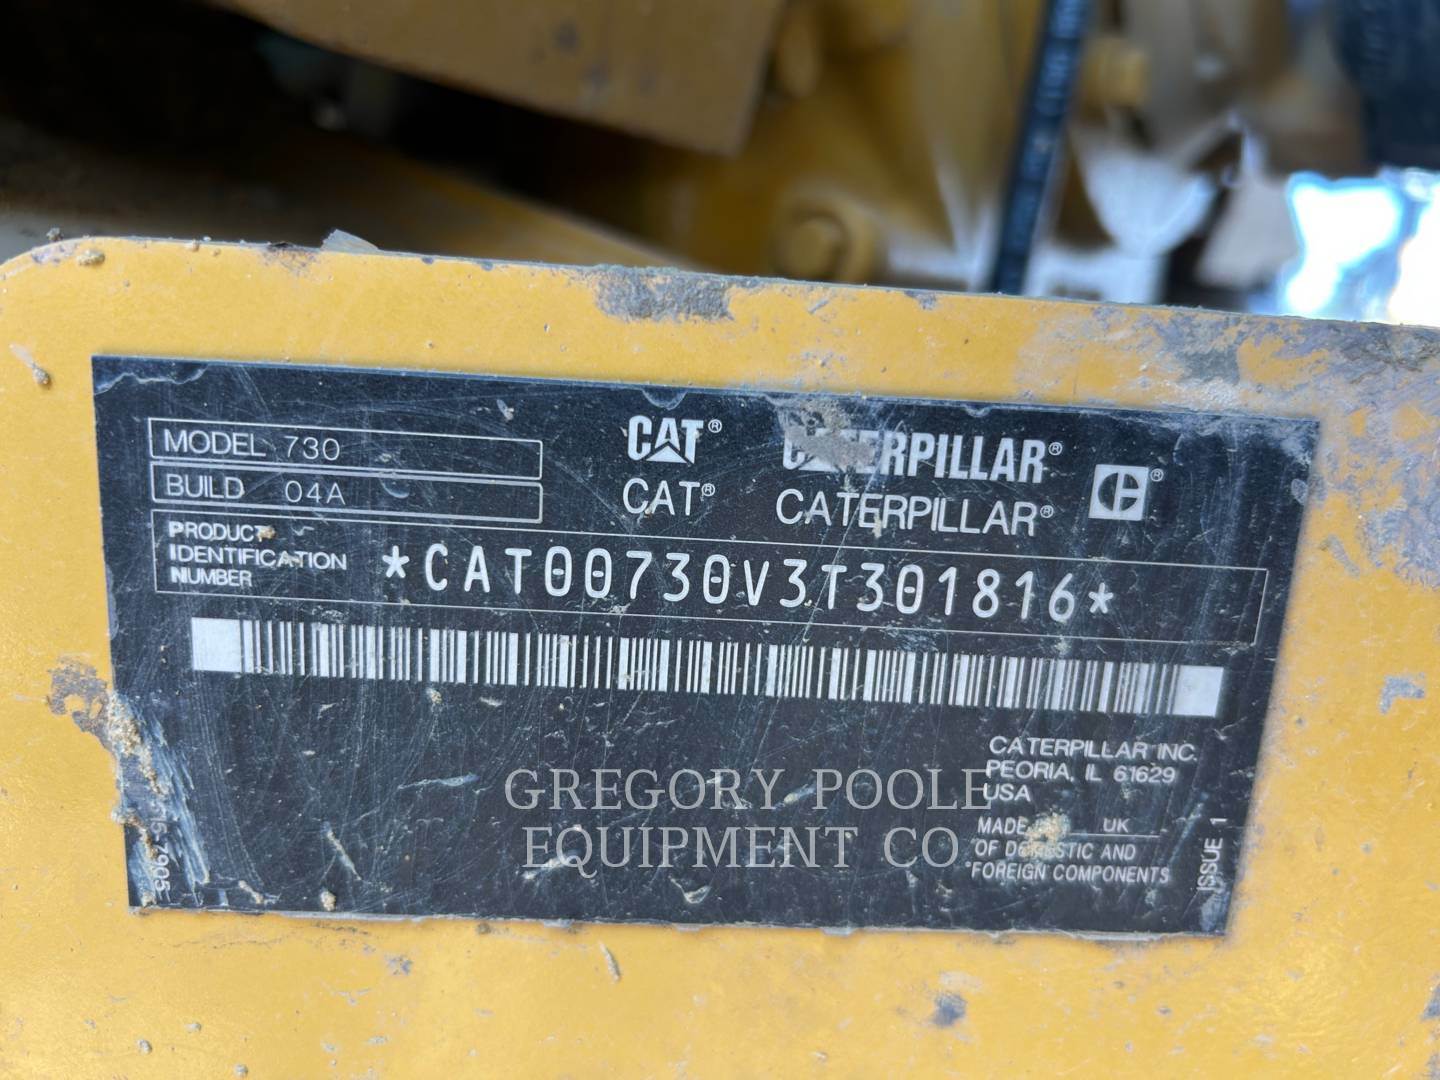 MODEL 730
BUILD 04A
CAT® CATERPILLAR®
CAT® CATERPILLAR®
PRODUCT
IDENTIFICATION
NUMBER
*CAT00730V3T301816*
CATERPILLAR INC.
PEORIA, IL 61629
USA
MADE UK
OF DOMESTIC AND
FOREIGN COMPONENTS
ISSUE 1
7905
GREGORY POOLE
EQUIPMENT CO